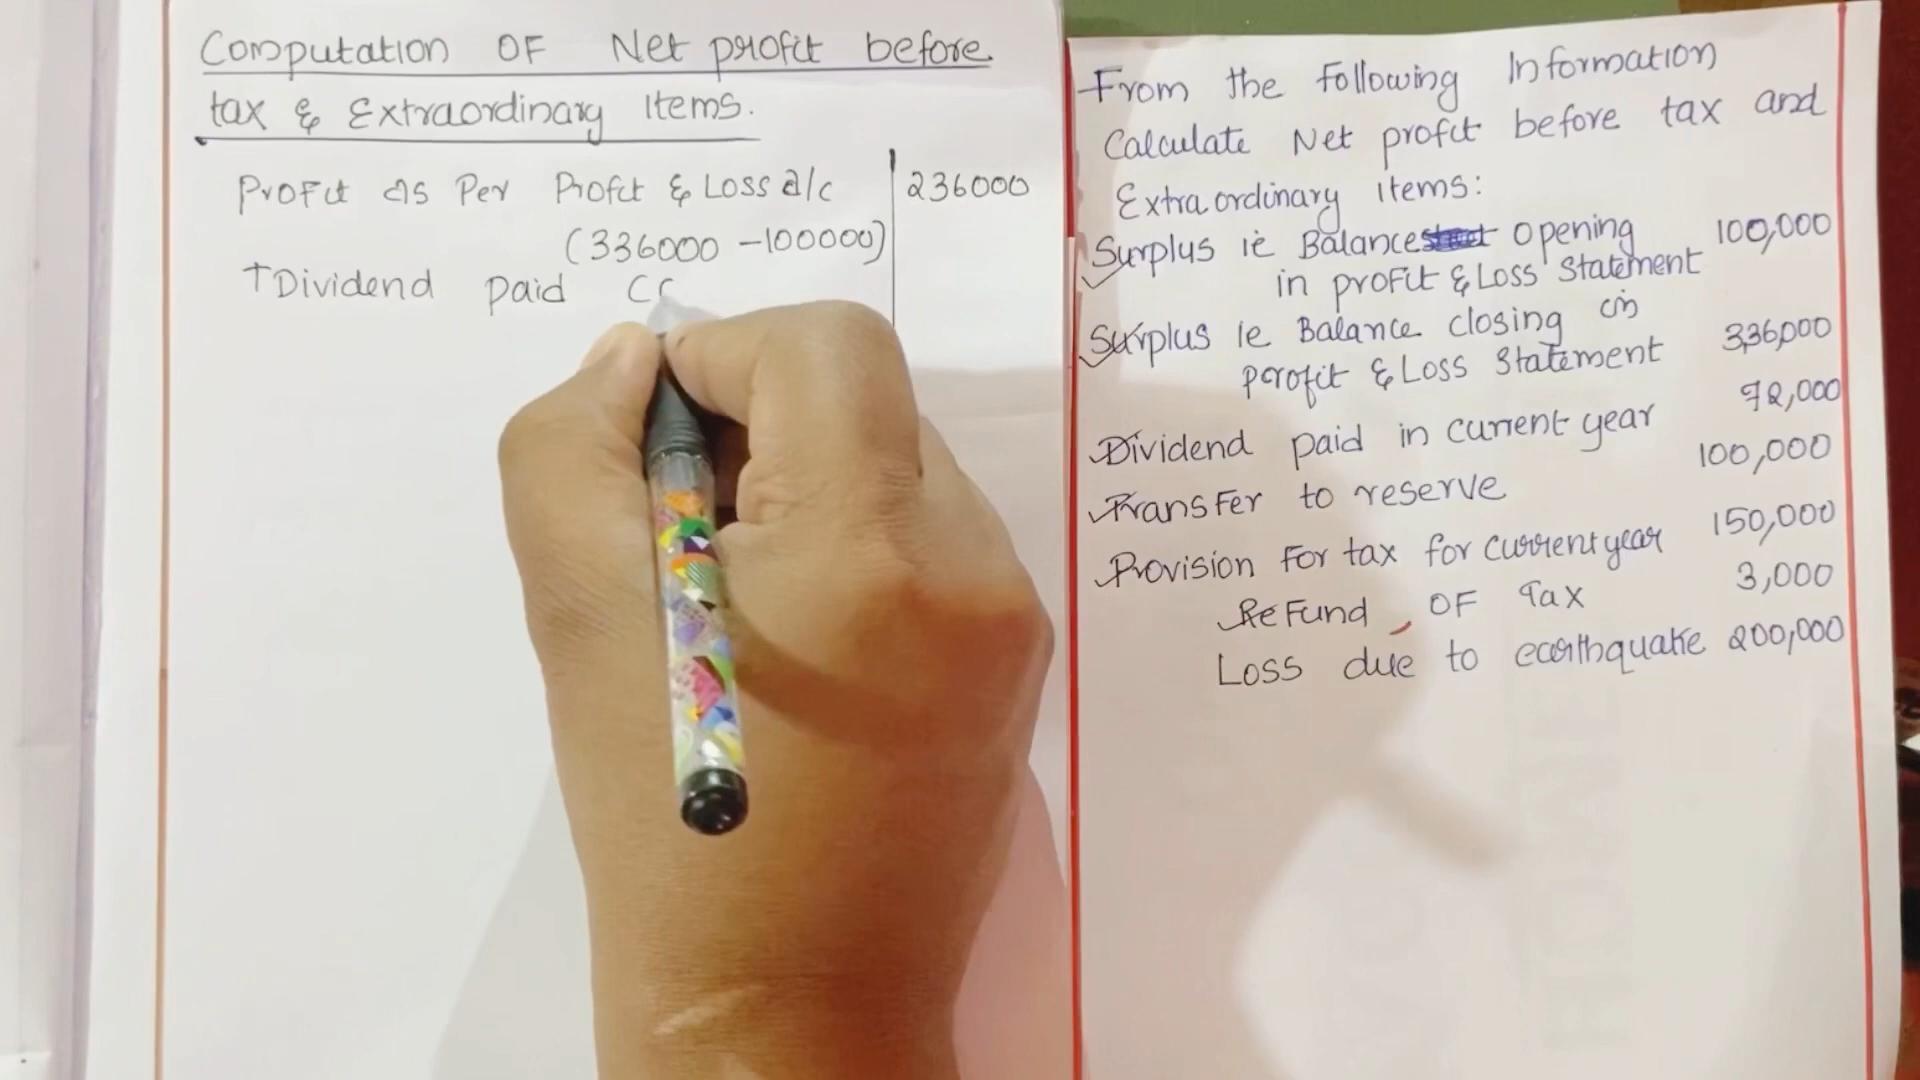 Computation OF Net profit before
tax & Extraordinary Items.
Profit as Per Profit & Loss a/c 236000
(336000 - 100000)
+Dividend paid C
From the Following Information
Calculate Net profit before tax and
Extraordinary items:
Surplus ie Balance Opening 100,000
in profit & Loss Statement
Surplus ie Balance closing in
profit & Loss Statement 336,000
Dividend paid in current year 72,000
Transfer to reserve 100,000
Provision For tax for current year 150,000
Refund OF Tax 3,000
Loss due to earthquake 200,000